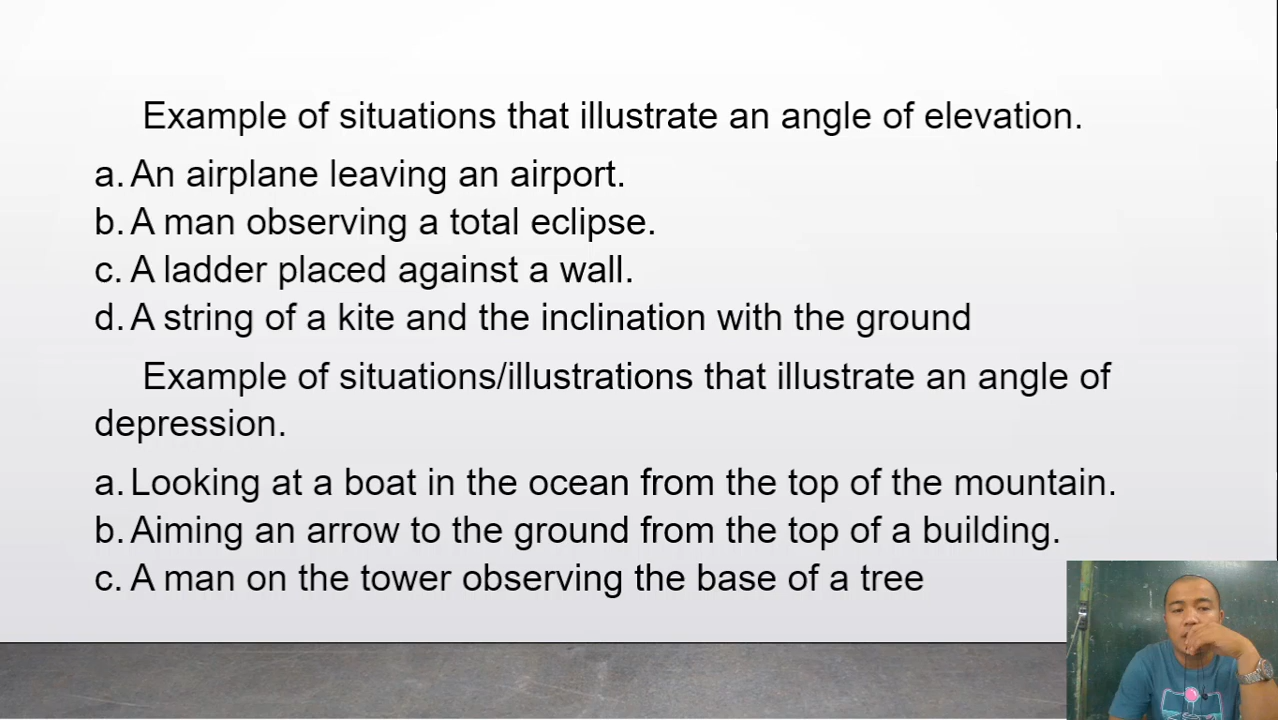 Example of situations that illustrate an angle of elevation.
a. An airplane leaving an airport.
b. A man observing a total eclipse.
c. A ladder placed against a wall.
d. A string of a kite and the inclination with the ground
Example of situations/illustrations that illustrate an angle of
depression.
a. Looking at a boat in the ocean from the top of the mountain.
b. Aiming an arrow to the ground from the top of a building.
c. A man on the tower observing the base of a tree